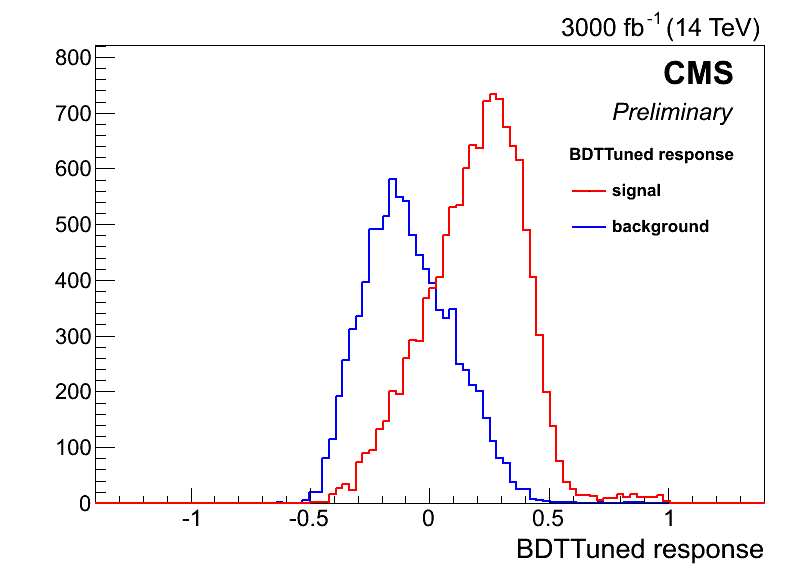 3000 fb-1 (14 TeV)
CMS
Preliminary
BDTTuned response
signal
background
800
700
600
500
400
300
200
100
0
-1 -0.5 0 0.5 1
BDTTuned response